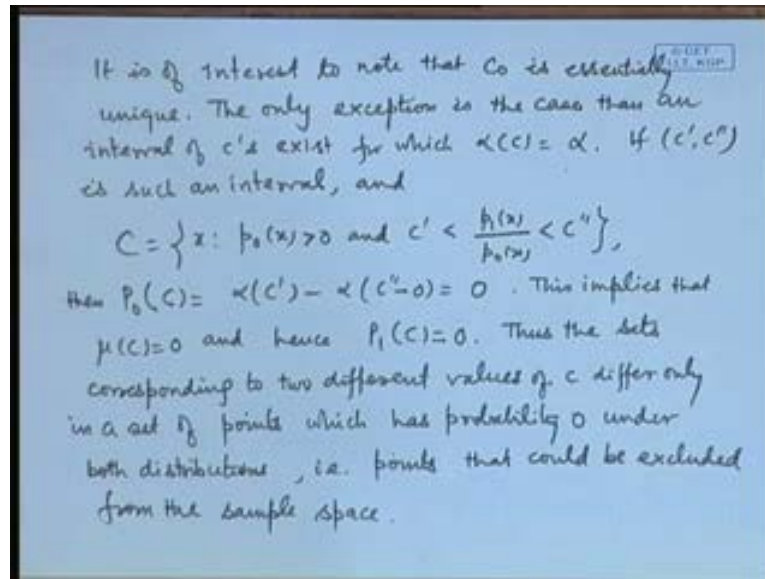 It is of interest to note that C₀ is essentially
© CET
I.I.T. KGP
unique. The only exception is the case than an
interval of c's exist for which α(c) = α. If (c', c'')
is such an interval, and
C = {x : p₀(x) > 0 and c' < p₁(x)/p₀(x) < c''},
then P₀(C) = α(c') - α(c''-0) = 0. This implies that
μ(C) = 0 and hence P₁(C) = 0. Thus the sets
corresponding to two different values of c differ only
in a set of points which has probability 0 under
both distributions, i.e. points that could be excluded
from the sample space.